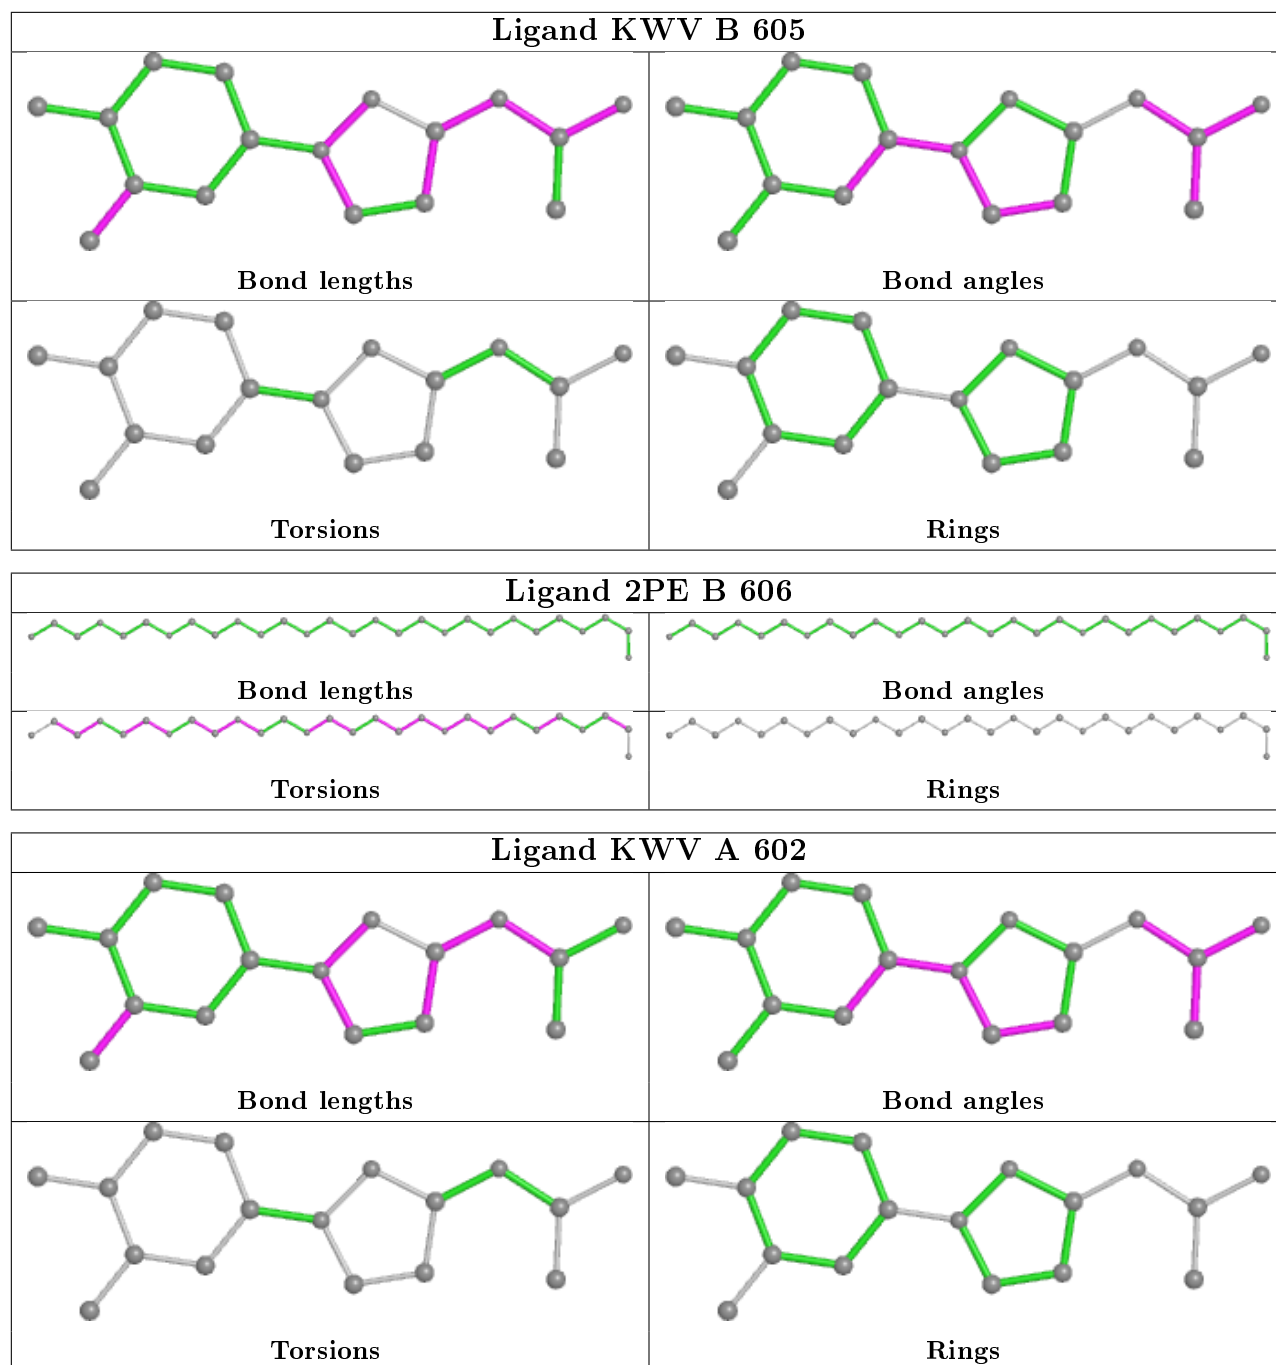 Ligand KWV B 605
Bond lengths
Bond angles
Torsions
Rings
Ligand 2PE B 606
Bond lengths
Bond angles
Torsions
Rings
Ligand KWV A 602
Bond lengths
Bond angles
Torsions
Rings